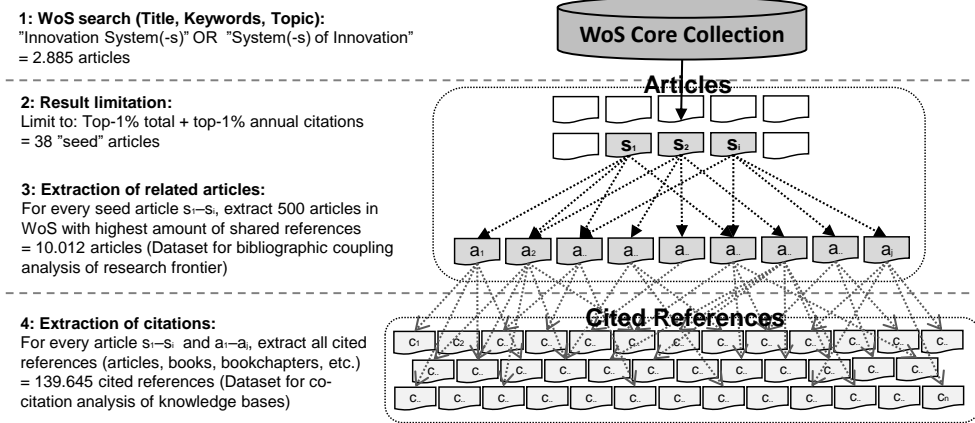 1: WoS search (Title, Keywords, Topic):
"Innovation System(-s)" OR "System(-s) of Innovation"
= 2.885 articles
WoS Core Collection
Articles
2: Result limitation:
Limit to: Top-1% total + top-1% annual citations
= 38 "seed" articles
s₁ s₂ sᵢ
3: Extraction of related articles:
For every seed article s₁–sᵢ, extract 500 articles in
WoS with highest amount of shared references
= 10.012 articles (Dataset for bibliographic coupling
analysis of research frontier)
a₁ a₂ a.. a.. a.. a.. a.. a.. aⱼ
Cited References
4: Extraction of citations:
For every article s₁–sᵢ and a₁–aⱼ, extract all cited
references (articles, books, bookchapters, etc.)
= 139.645 cited references (Dataset for co-
citation analysis of knowledge bases)
c₁ c₂ c.. c.. c.. c.. c.. c.. c.. c.. c.. c.. c..
c.. c.. c.. c.. c.. c.. c.. c.. c.. c.. c.. c..
c.. c.. c.. c.. c.. c.. c.. c.. c.. c.. c.. c.. cₙ